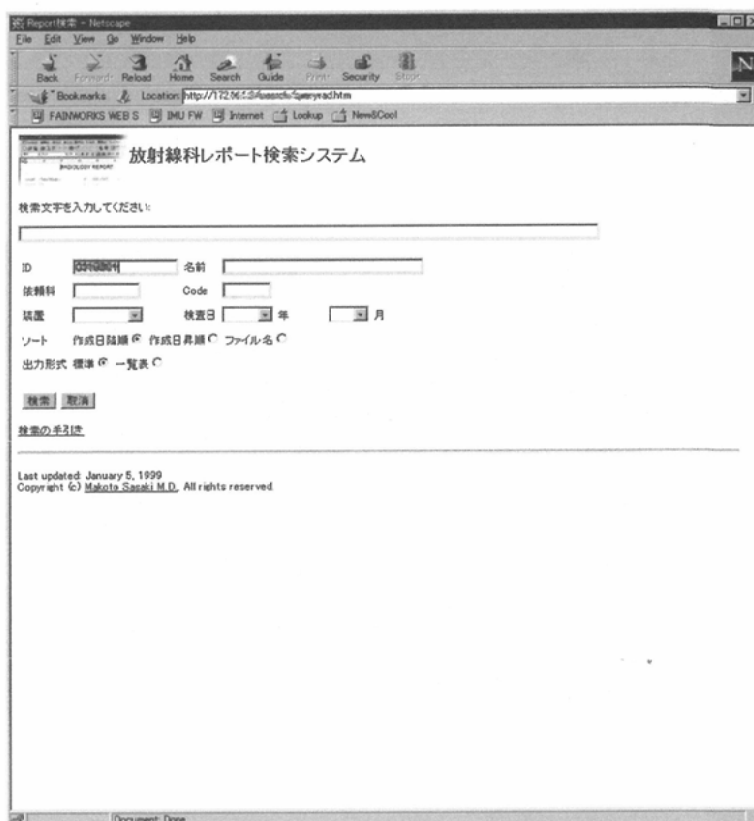 Report検索 - Netscape
File Edit View Go Window Help
Back Forward Reload Home Search Guide Print Security Stop
Bookmarks Location: http://172.
FAINWORKS WEB S IMU FW Internet Lookup New&Cool
RADIOLOGY REPORT
放射線科レポート検索システム
検索文字を入力してください:
ID 名前
依頼科 Code
装置 検査日 年 月
ソート 作成日降順 作成日昇順 ファイル名
出力形式 標準 一覧表
検索 取消
検索の手引き
Last updated: January 5, 1999
Copyright (c) Makoto Sasaki M.D. All rights reserved.
Document: Done